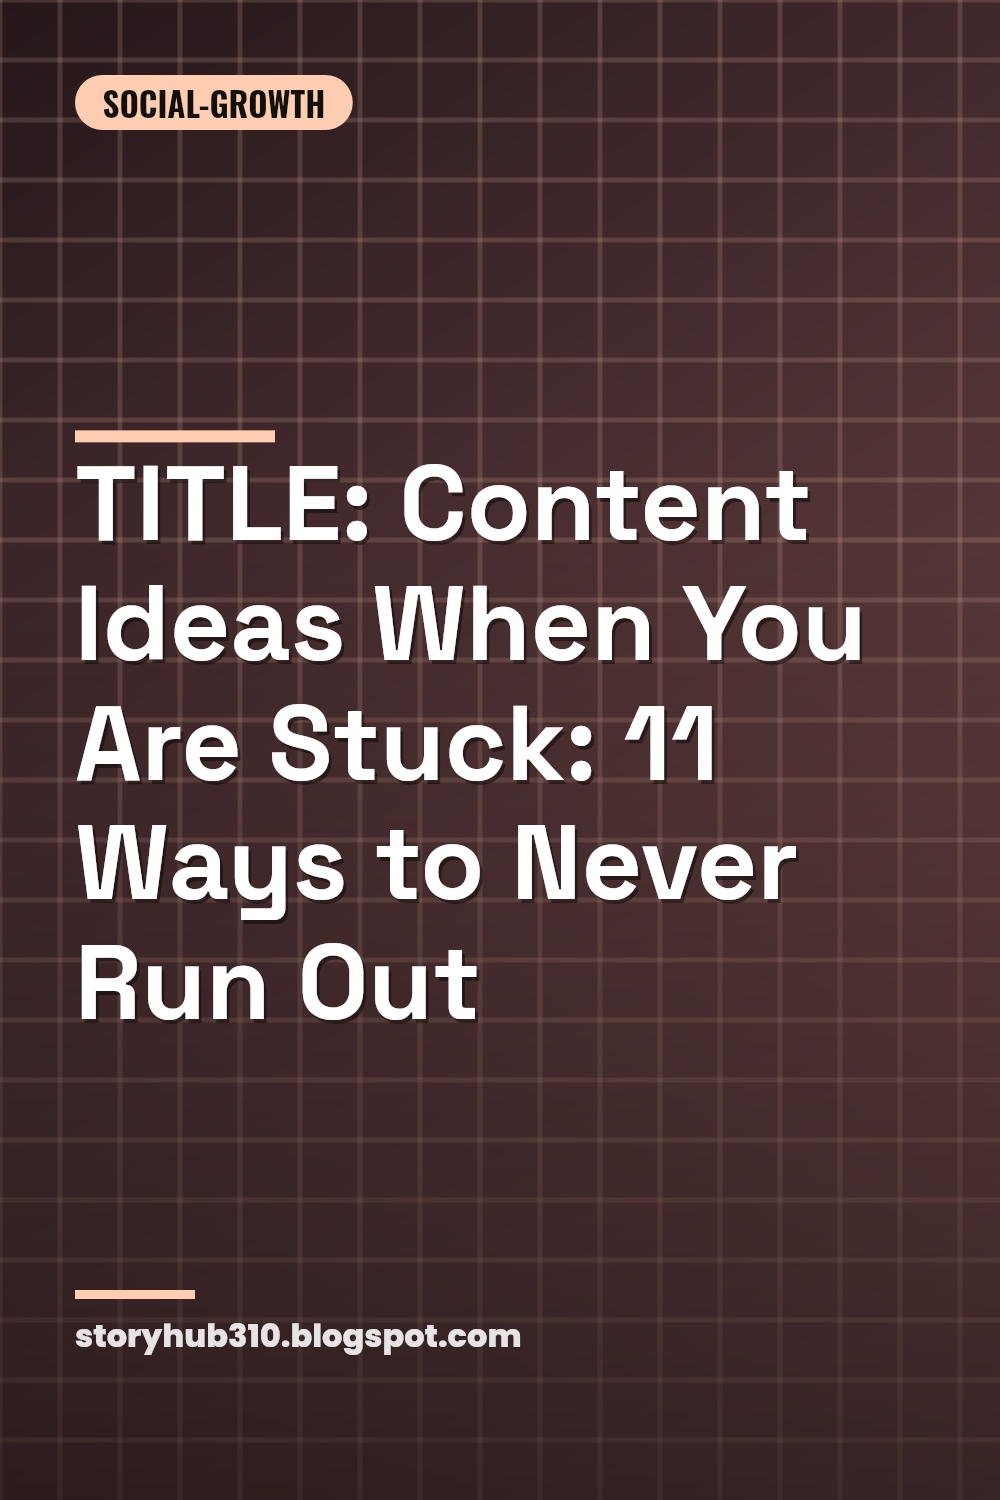 SOCIAL-GROWTH
TITLE: Content
Ideas When You
Are Stuck: 11
Ways to Never
Run Out
storyhub310.blogspot.com